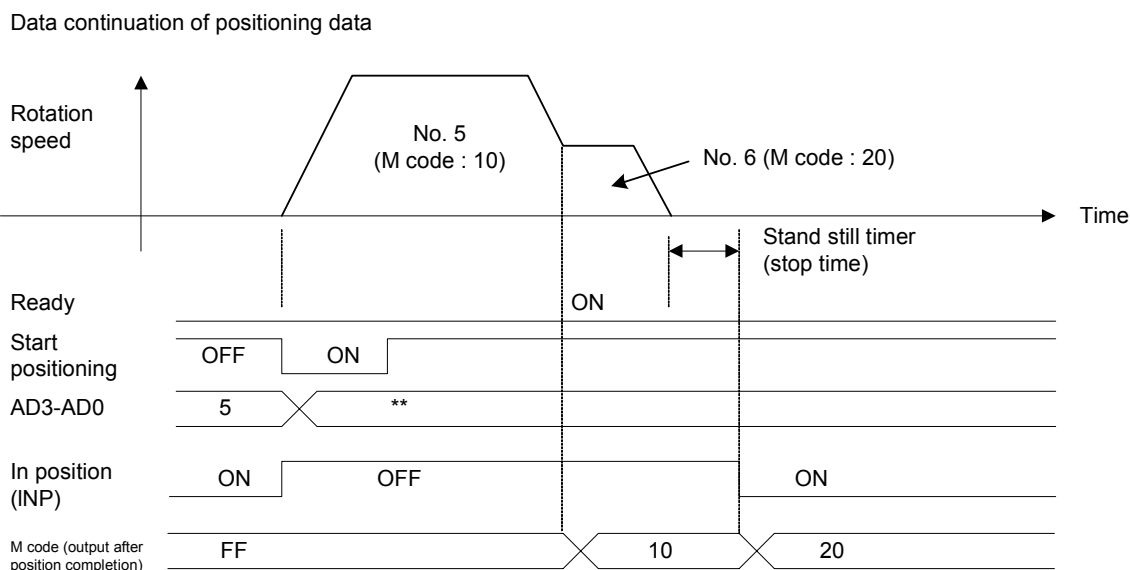 Data continuation of positioning data
Rotation
speed
No. 5
(M code : 10)
No. 6 (M code : 20)
Time
Stand still timer
(stop time)
Ready
ON
Start
positioning
OFF
ON
AD3-AD0
5
**
In position
(INP)
ON
OFF
ON
M code (output after
position completion)
FF
10
20